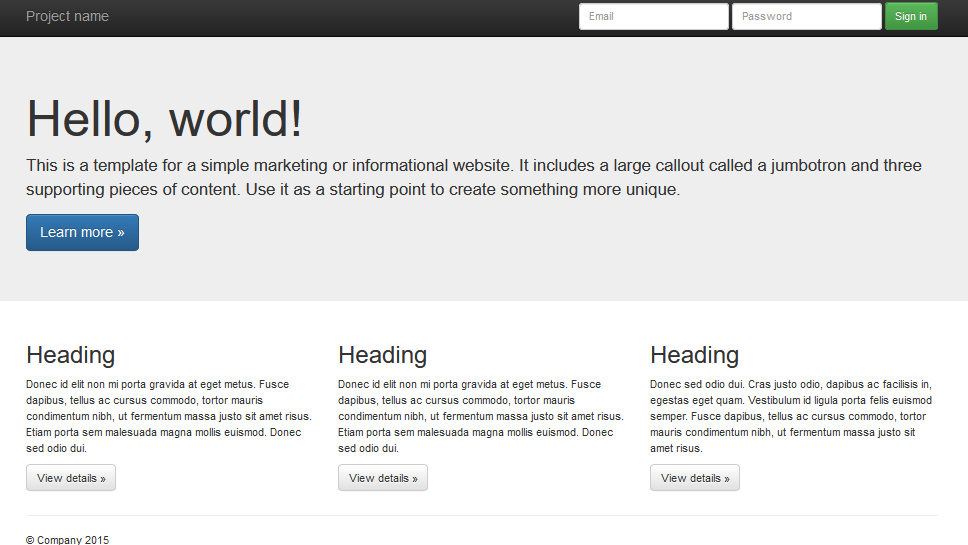 Project name
Email
Password
Sign in
Hello, world!
This is a template for a simple marketing or informational website. It includes a large callout called a jumbotron and three
supporting pieces of content. Use it as a starting point to create something more unique.
Learn more »
Heading
Donec id elit non mi porta gravida at eget metus. Fusce
dapibus, tellus ac cursus commodo, tortor mauris
condimentum nibh, ut fermentum massa justo sit amet risus.
Etiam porta sem malesuada magna mollis euismod. Donec
sed odio dui.
View details »
Heading
Donec id elit non mi porta gravida at eget metus. Fusce
dapibus, tellus ac cursus commodo, tortor mauris
condimentum nibh, ut fermentum massa justo sit amet risus.
Etiam porta sem malesuada magna mollis euismod. Donec
sed odio dui.
View details »
Heading
Donec sed odio dui. Cras justo odio, dapibus ac facilisis in,
egestas eget quam. Vestibulum id ligula porta felis euismod
semper. Fusce dapibus, tellus ac cursus commodo, tortor
mauris condimentum nibh, ut fermentum massa justo sit
amet risus.
View details »
© Company 2015